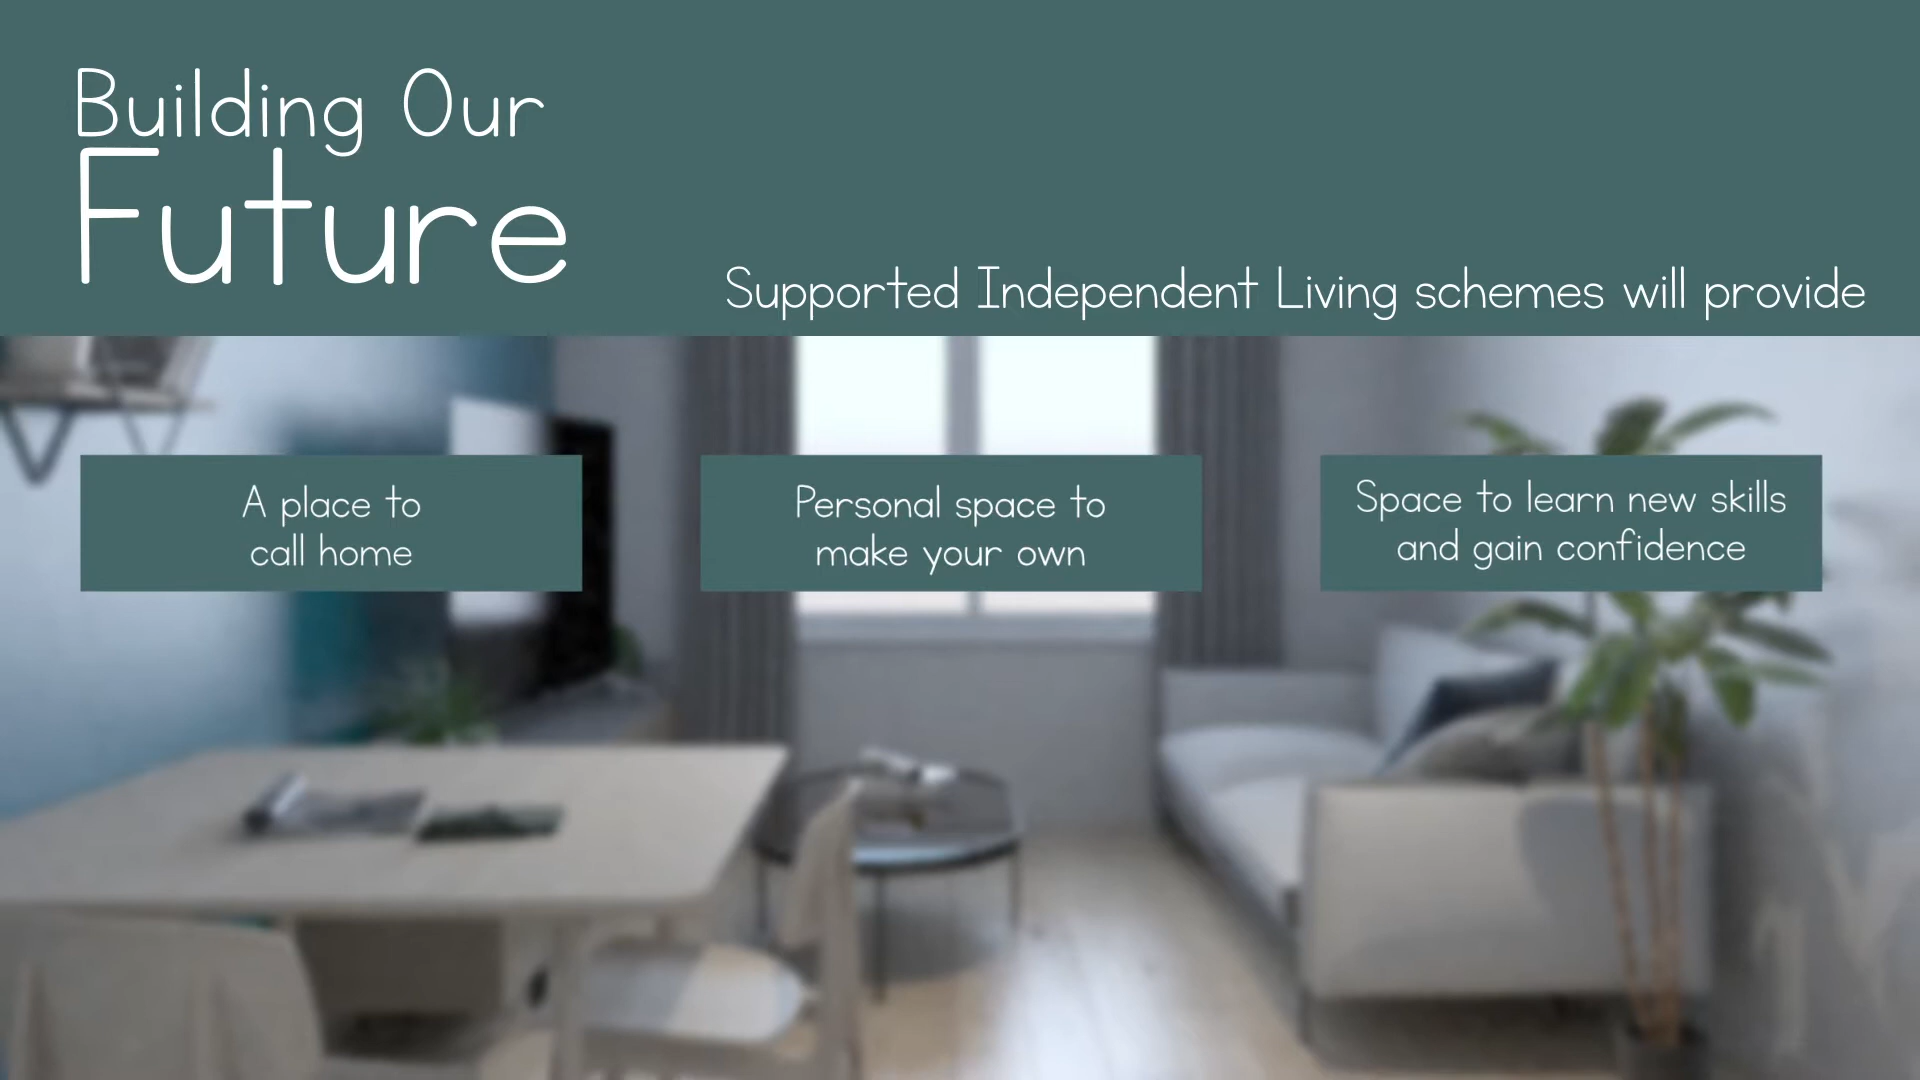 Building Our
Future
Supported Independent Living schemes will provide
A place to
call home
Personal space to
make your own
Space to learn new skills
and gain confidence